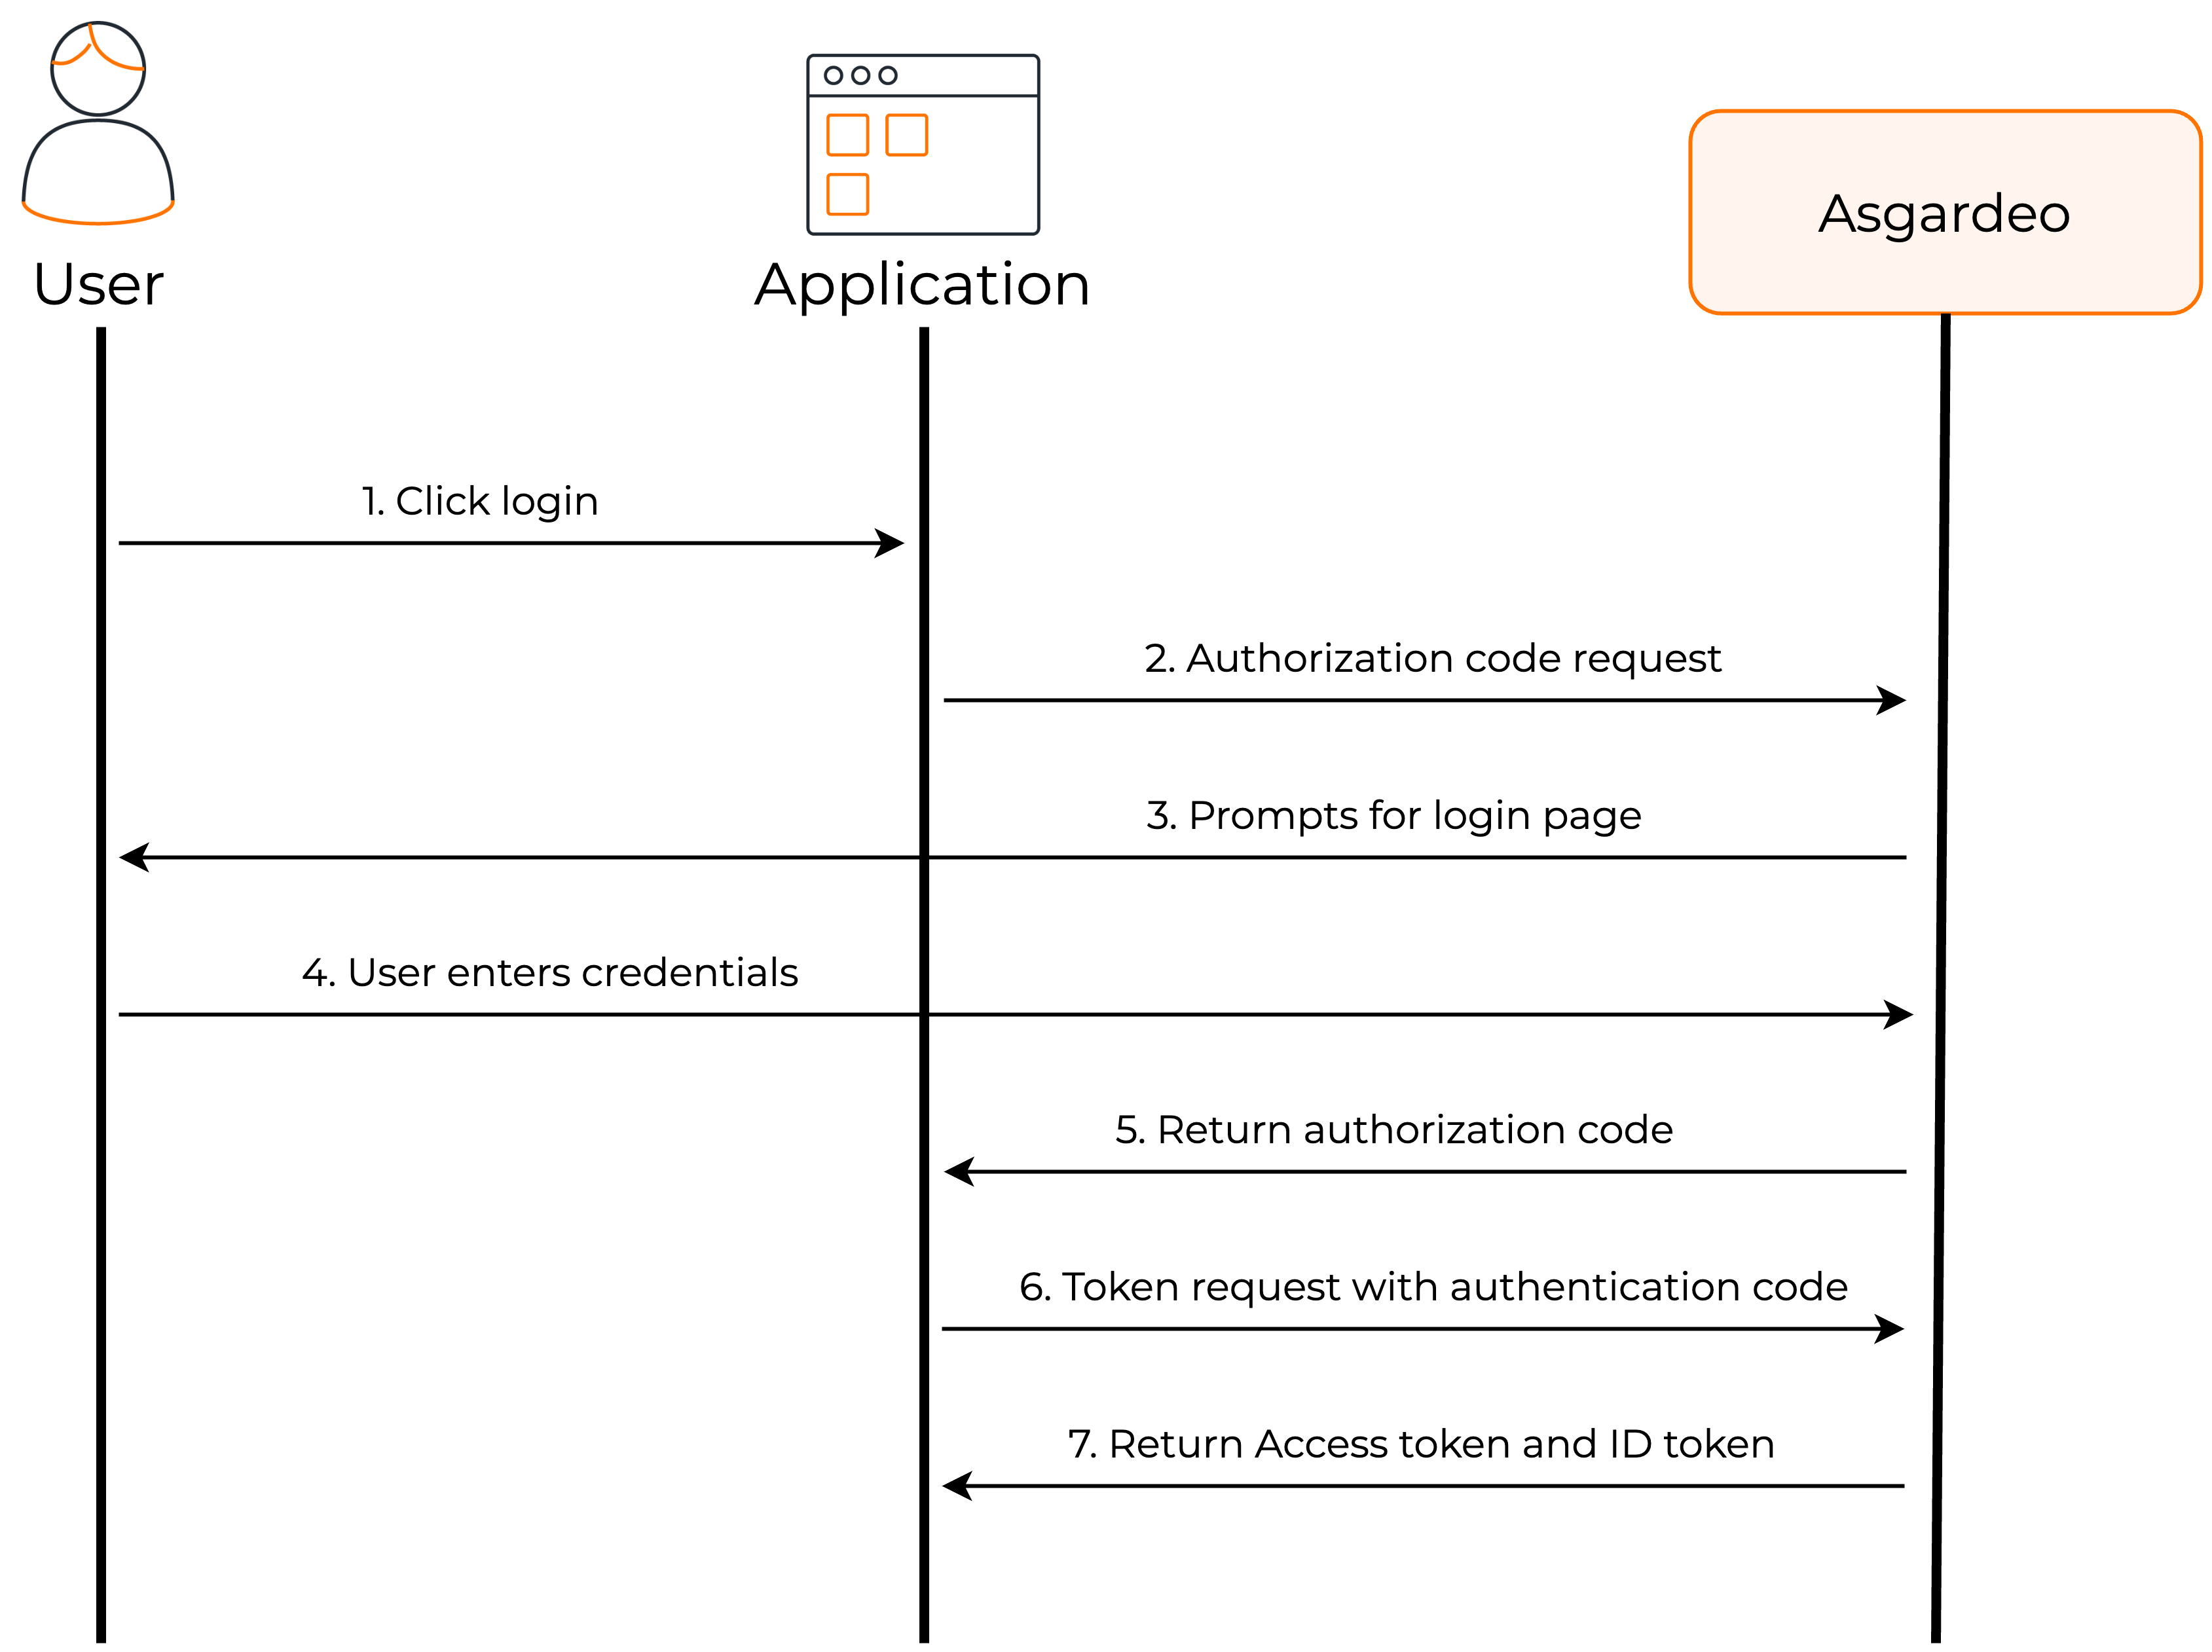 User
Application
Asgardeo
1. Click login
2. Authorization code request
3. Prompts for login page
4. User enters credentials
5. Return authorization code
6. Token request with authentication code
7. Return Access token and ID token